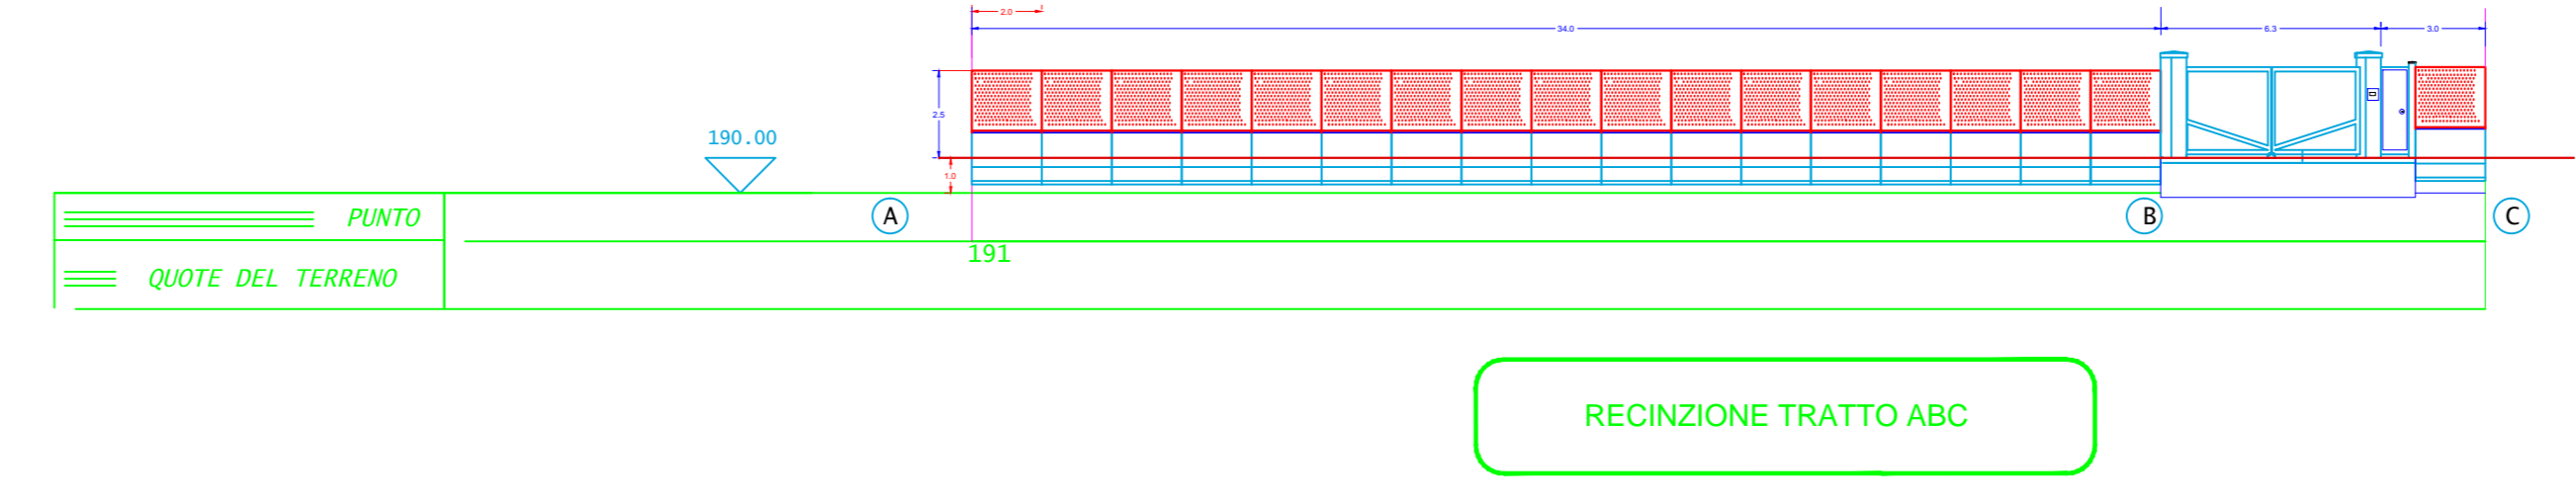 2.0
34.0
6.3
3.0
2.5
190.00
1.0
PUNTO
A
B
C
191
QUOTE DEL TERRENO
RECINZIONE TRATTO ABC